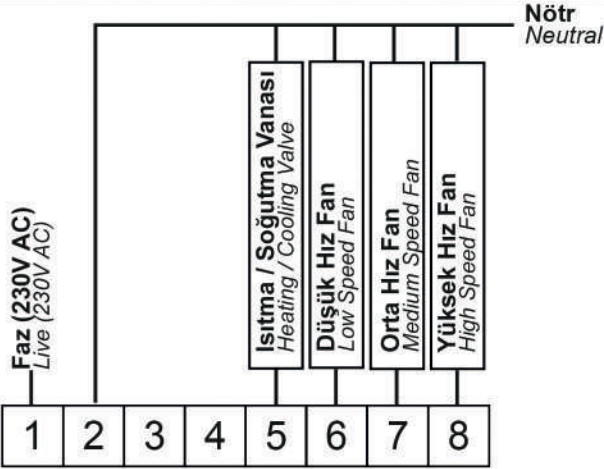 Nötr
Neutral
Faz (230V AC)
Live (230V AC)
Isıtma / Soğutma Vanası
Heating / Cooling Valve
Düşük Hız Fan
Low Speed Fan
Orta Hız Fan
Medium Speed Fan
Yüksek Hız Fan
High Speed Fan
1 2 3 4 5 6 7 8